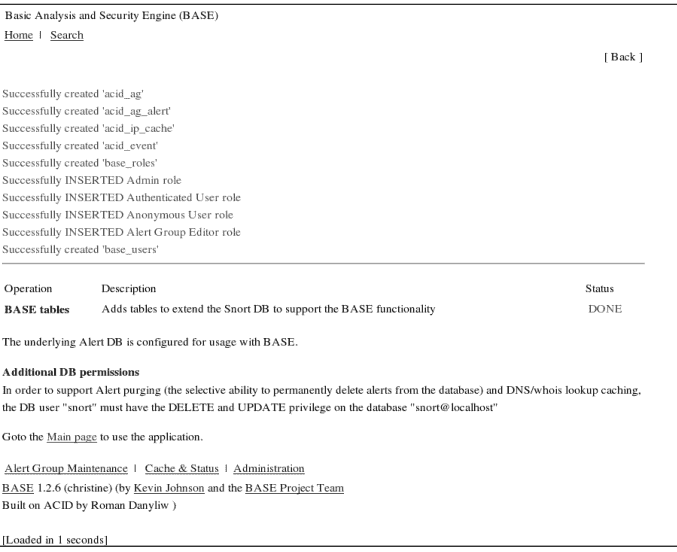 Basic Analysis and Security Engine (BASE)
Home | Search
[ Back ]
Successfully created 'acid_ag'
Successfully created 'acid_ag_alert'
Successfully created 'acid_ip_cache'
Successfully created 'acid_event'
Successfully created 'base_roles'
Successfully INSERTED Admin role
Successfully INSERTED Authenticated User role
Successfully INSERTED Anonymous User role
Successfully INSERTED Alert Group Editor role
Successfully created 'base_users'
Operation Description Status
BASE tables Adds tables to extend the Snort DB to support the BASE functionality DONE
The underlying Alert DB is configured for usage with BASE.
Additional DB permissions
In order to support Alert purging (the selective ability to permanently delete alerts from the database) and DNS/whois lookup caching,
the DB user "snort" must have the DELETE and UPDATE privilege on the database "snort@localhost"
Goto the Main page to use the application.
Alert Group Maintenance | Cache & Status | Administration
BASE 1.2.6 (christine) (by Kevin Johnson and the BASE Project Team
Built on ACID by Roman Danyliw )
[Loaded in 1 seconds]